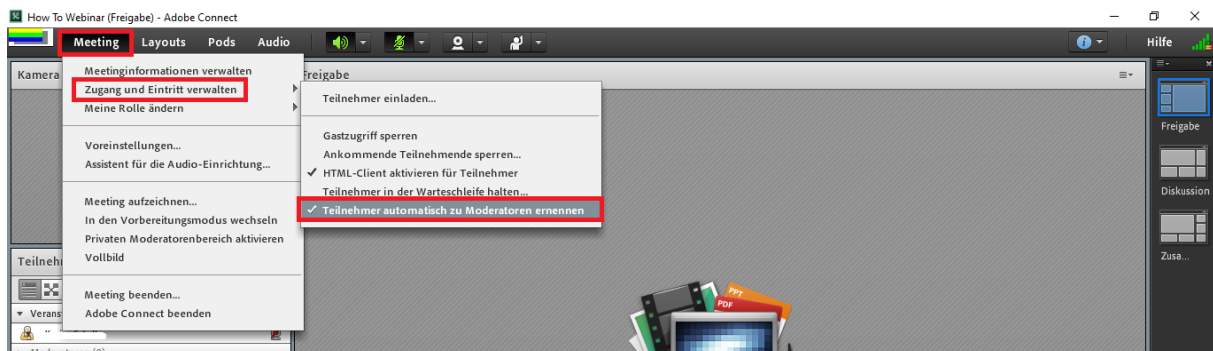 How To Webinar (Freigabe) - Adobe Connect
Meeting Layouts Pods Audio Hilfe
Kamera
Freigabe
Meetinginformationen verwalten
Zugang und Eintritt verwalten
Meine Rolle ändern
Voreinstellungen...
Assistent für die Audio-Einrichtung...
Meeting aufzeichnen...
In den Vorbereitungsmodus wechseln
Privaten Moderatorenbereich aktivieren
Vollbild
Meeting beenden...
Adobe Connect beenden
Teilnehmer einladen...
Gastzugriff sperren
Ankommende Teilnehmende sperren...
HTML-Client aktivieren für Teilnehmer
Teilnehmer in der Warteschleife halten...
Teilnehmer automatisch zu Moderatoren ernennen
Freigabe
Diskussion
Zusa...
Teilneh
Verans
PPT
PDF